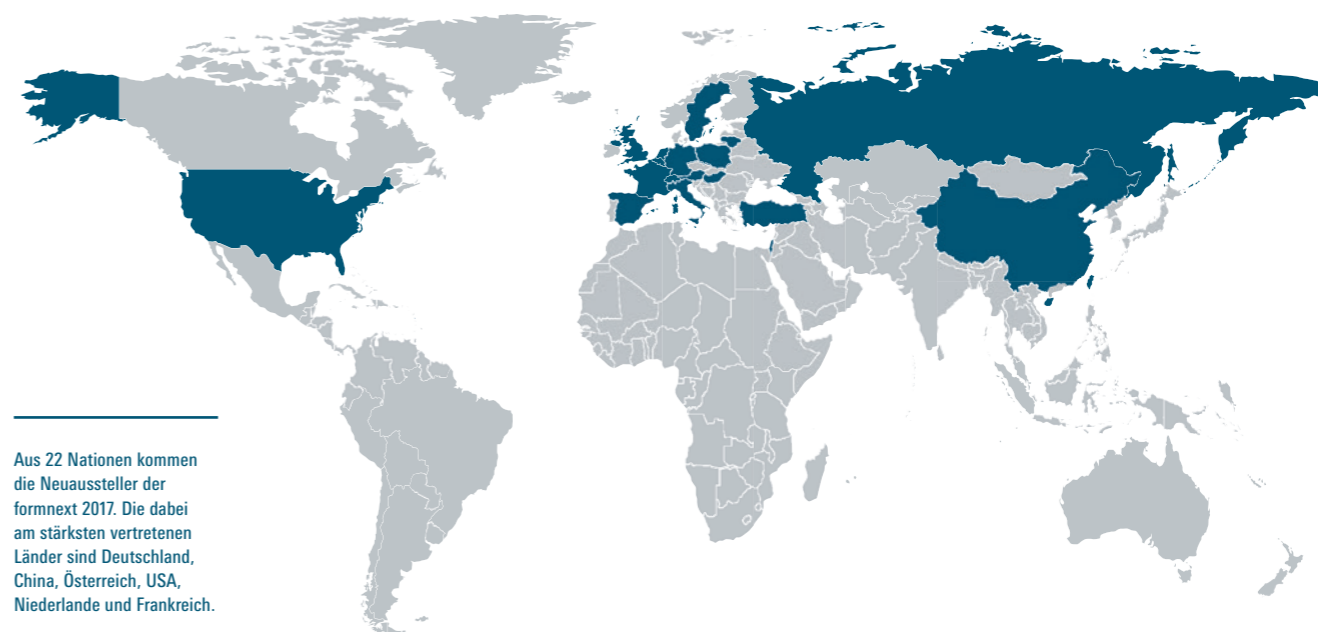 Aus 22 Nationen kommen
die Neuaussteller der
formnext 2017. Die dabei
am stärksten vertretenen
Länder sind Deutschland,
China, Österreich, USA,
Niederlande und Frankreich.